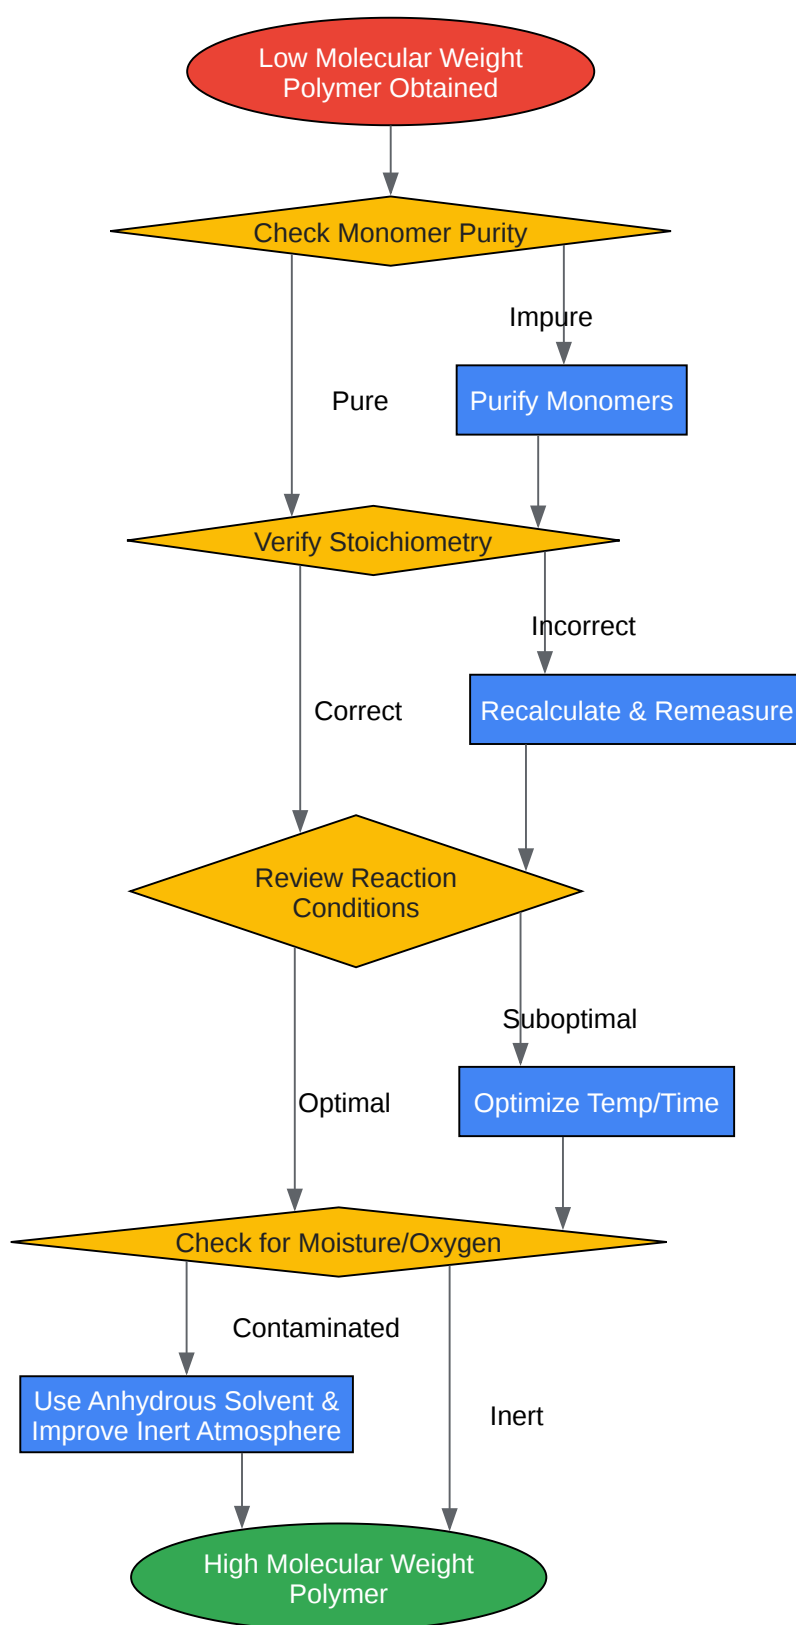 Low Molecular Weight
Polymer Obtained
Check Monomer Purity
Impure
Pure
Purify Monomers
Verify Stoichiometry
Incorrect
Correct
Recalculate & Remeasure
Review Reaction
Conditions
Suboptimal
Optimal
Optimize Temp/Time
Check for Moisture/Oxygen
Contaminated
Use Anhydrous Solvent &
Improve Inert Atmosphere
Inert
High Molecular Weight
Polymer